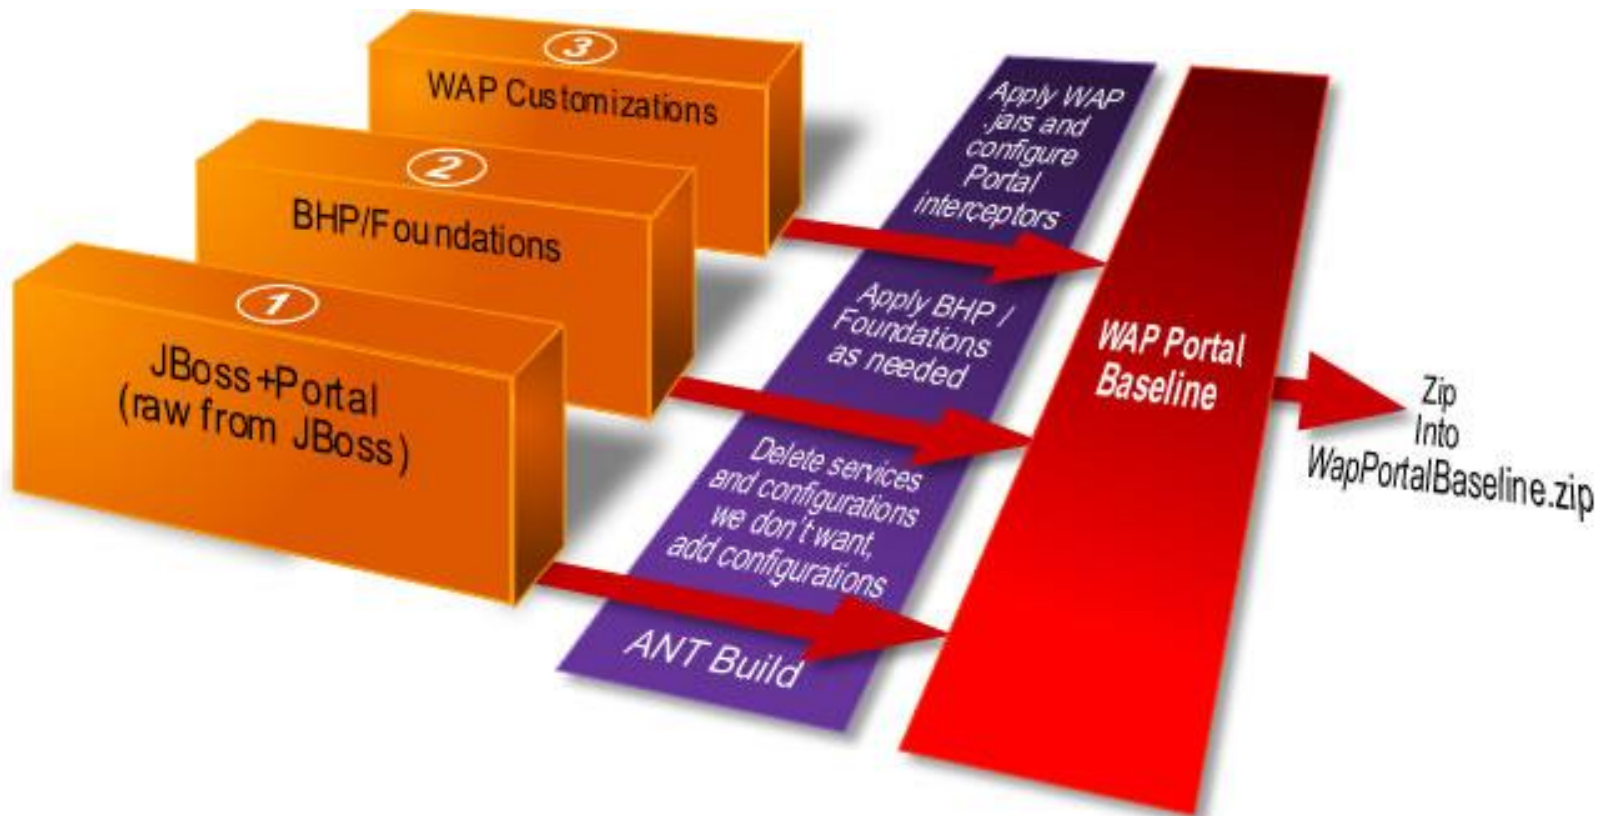 3
WAP Customizations
2
BHP/Foundations
1
JBoss+Portal
(raw from JBoss)
Apply WAP
.jars and
configure
Portal
interceptors
Apply BHP /
Foundations
as needed
Delete services
and configurations
we don't want,
add configurations
ANT Build
WAP Portal
Baseline
Zip
Into
WapPortalBaseline.zip